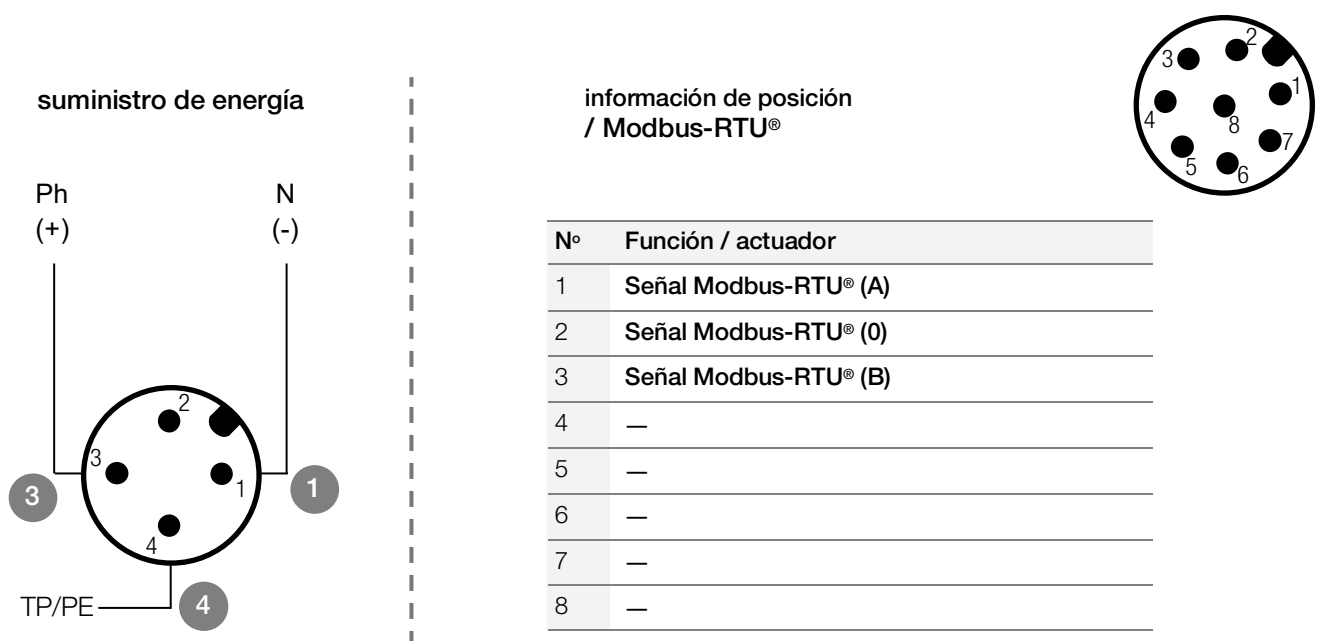 suministro de energía
Ph
(+)
N
(-)
2
3
1
4
3
1
TP/PE
4
información de posición
/ Modbus-RTU®
2
3
1
4
8
7
5
6
Nº Función / actuador
1 Señal Modbus-RTU® (A)
2 Señal Modbus-RTU® (0)
3 Señal Modbus-RTU® (B)
4 —
5 —
6 —
7 —
8 —